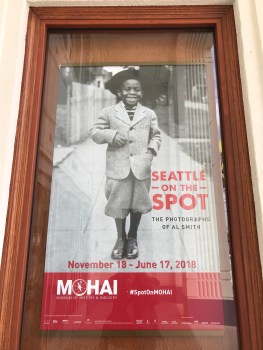 SEATTLE
ON THE
SPOT
THE PHOTOGRAPHS
OF AL SMITH
November 18 - June 17, 2018
MOHAI
MUSEUM OF HISTORY & INDUSTRY
#SpotOnMOHAI